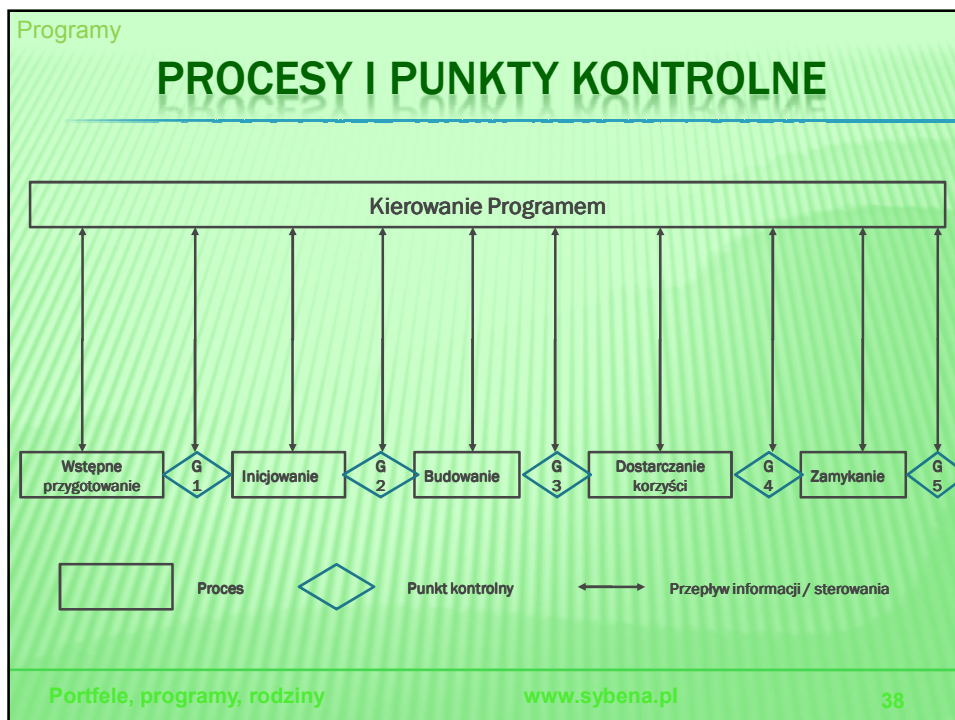 Programy
PROCESY I PUNKTY KONTROLNE
Kierowanie Programem
Wstępne
przygotowanie
G
1
Inicjowanie
G
2
Budowanie
G
3
Dostarczanie
korzyści
G
4
Zamykanie
G
5
Proces
Punkt kontrolny
Przepływ informacji / sterowania
Portfele, programy, rodziny www.sybena.pl 38